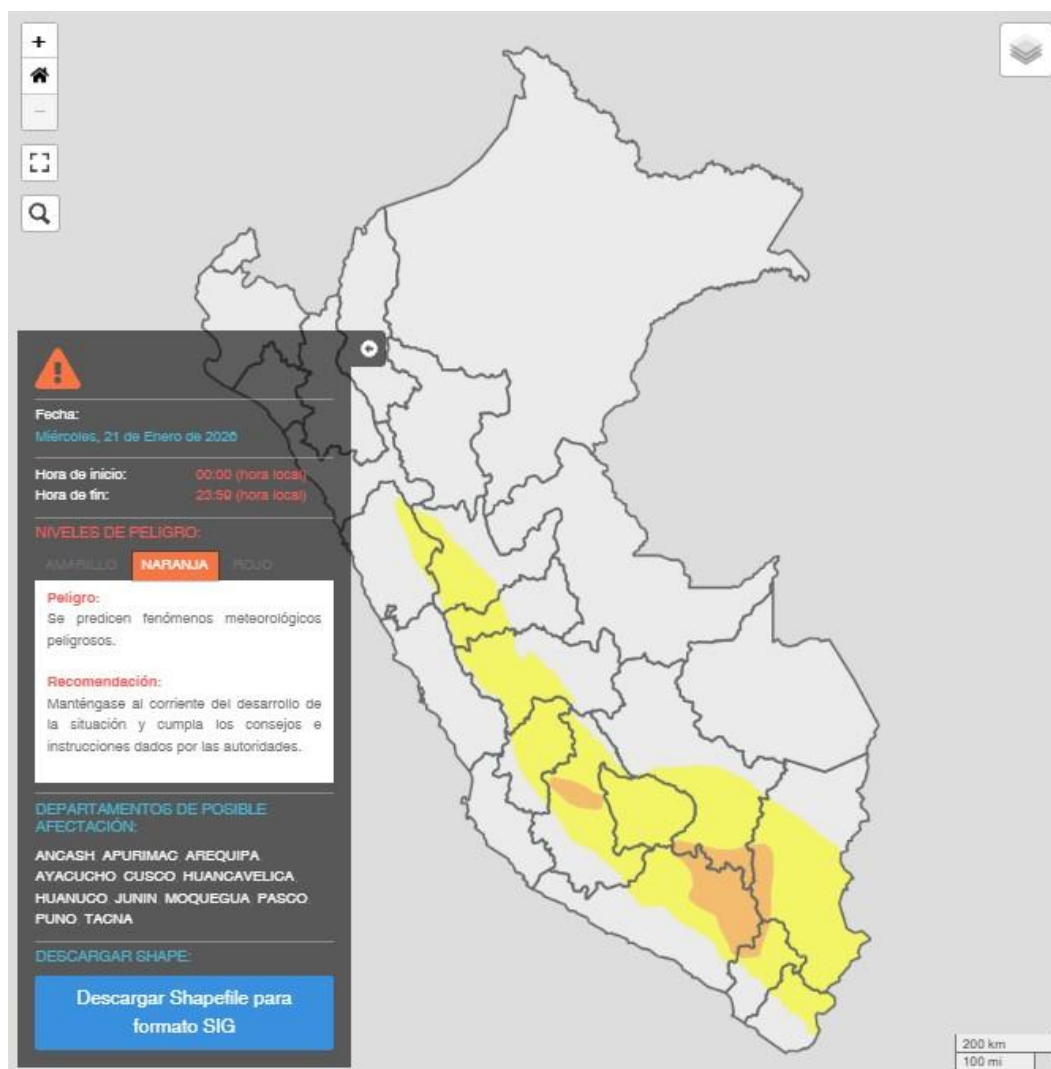 Fecha:
Miércoles, 21 de Enero de 2026
Hora de inicio: 00:00 (hora local)
Hora de fin: 23:59 (hora local)
NIVELES DE PELIGRO:
AMARILLO NARANJA ROJO
Peligro:
Se predicen fenómenos meteorológicos
peligrosos.
Recomendación:
Manténgase al corriente del desarrollo de
la situación y cumpla los consejos e
instrucciones dados por las autoridades.
DEPARTAMENTOS DE POSIBLE
AFECTACIÓN:
ANCASH APURIMAC AREQUIPA
AYACUCHO CUSCO HUANCAVELICA
HUANUCO JUNIN MOQUEGUA PASCO
PUNO TACNA
DESCARGAR SHAPE:
Descargar Shapefile para
formato SIG
200 km
100 mi